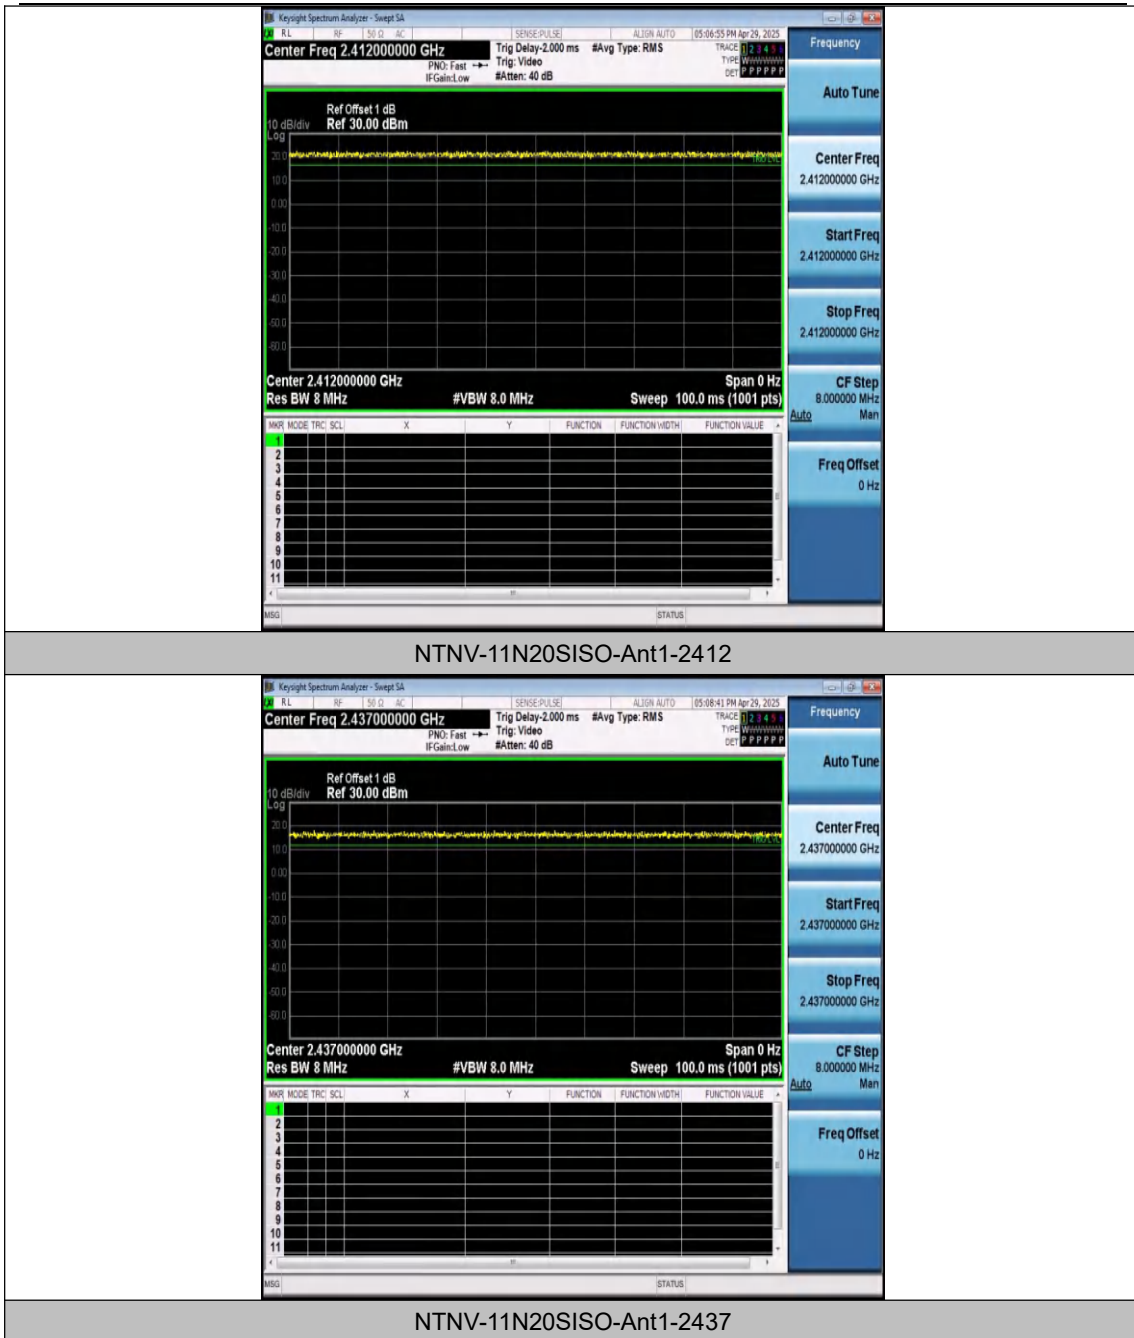 Keysight Spectrum Analyzer - Swept SA
RL RF 50 Ω AC SENSE:PULSE ALIGN AUTO 05:06:55 PM Apr 29, 2025
Center Freq 2.412000000 GHz Trig Delay-2.000 ms #Avg Type: RMS TRACE 1 2 3 4 5 6
PNO: Fast Trig: Video TYPE
IFGain:Low #Atten: 40 dB DET P P P P P P
Frequency
Auto Tune
Ref Offset 1 dB
10 dB/div Ref 30.00 dBm
Log
20.0
TRIG LVL
10.0
0.00
-10.0
-20.0
-30.0
-40.0
-50.0
-60.0
Center 2.412000000 GHz Span 0 Hz
Res BW 8 MHz #VBW 8.0 MHz Sweep 100.0 ms (1001 pts)
Center Freq
2.412000000 GHz
Start Freq
2.412000000 GHz
Stop Freq
2.412000000 GHz
CF Step
8.000000 MHz
Auto Man
Freq Offset
0 Hz
MKR MODE TRC SCL X Y FUNCTION FUNCTION WIDTH FUNCTION VALUE
1
2
3
4
5
6
7
8
9
10
11
MSG STATUS
NTNV-11N20SISO-Ant1-2412
Keysight Spectrum Analyzer - Swept SA
RL RF 50 Ω AC SENSE:PULSE ALIGN AUTO 05:08:41 PM Apr 29, 2025
Center Freq 2.437000000 GHz Trig Delay-2.000 ms #Avg Type: RMS TRACE 1 2 3 4 5 6
PNO: Fast Trig: Video TYPE
IFGain:Low #Atten: 40 dB DET P P P P P P
Frequency
Auto Tune
Ref Offset 1 dB
10 dB/div Ref 30.00 dBm
Log
20.0
TRIG LVL
10.0
0.00
-10.0
-20.0
-30.0
-40.0
-50.0
-60.0
Center 2.437000000 GHz Span 0 Hz
Res BW 8 MHz #VBW 8.0 MHz Sweep 100.0 ms (1001 pts)
Center Freq
2.437000000 GHz
Start Freq
2.437000000 GHz
Stop Freq
2.437000000 GHz
CF Step
8.000000 MHz
Auto Man
Freq Offset
0 Hz
MKR MODE TRC SCL X Y FUNCTION FUNCTION WIDTH FUNCTION VALUE
1
2
3
4
5
6
7
8
9
10
11
MSG STATUS
NTNV-11N20SISO-Ant1-2437